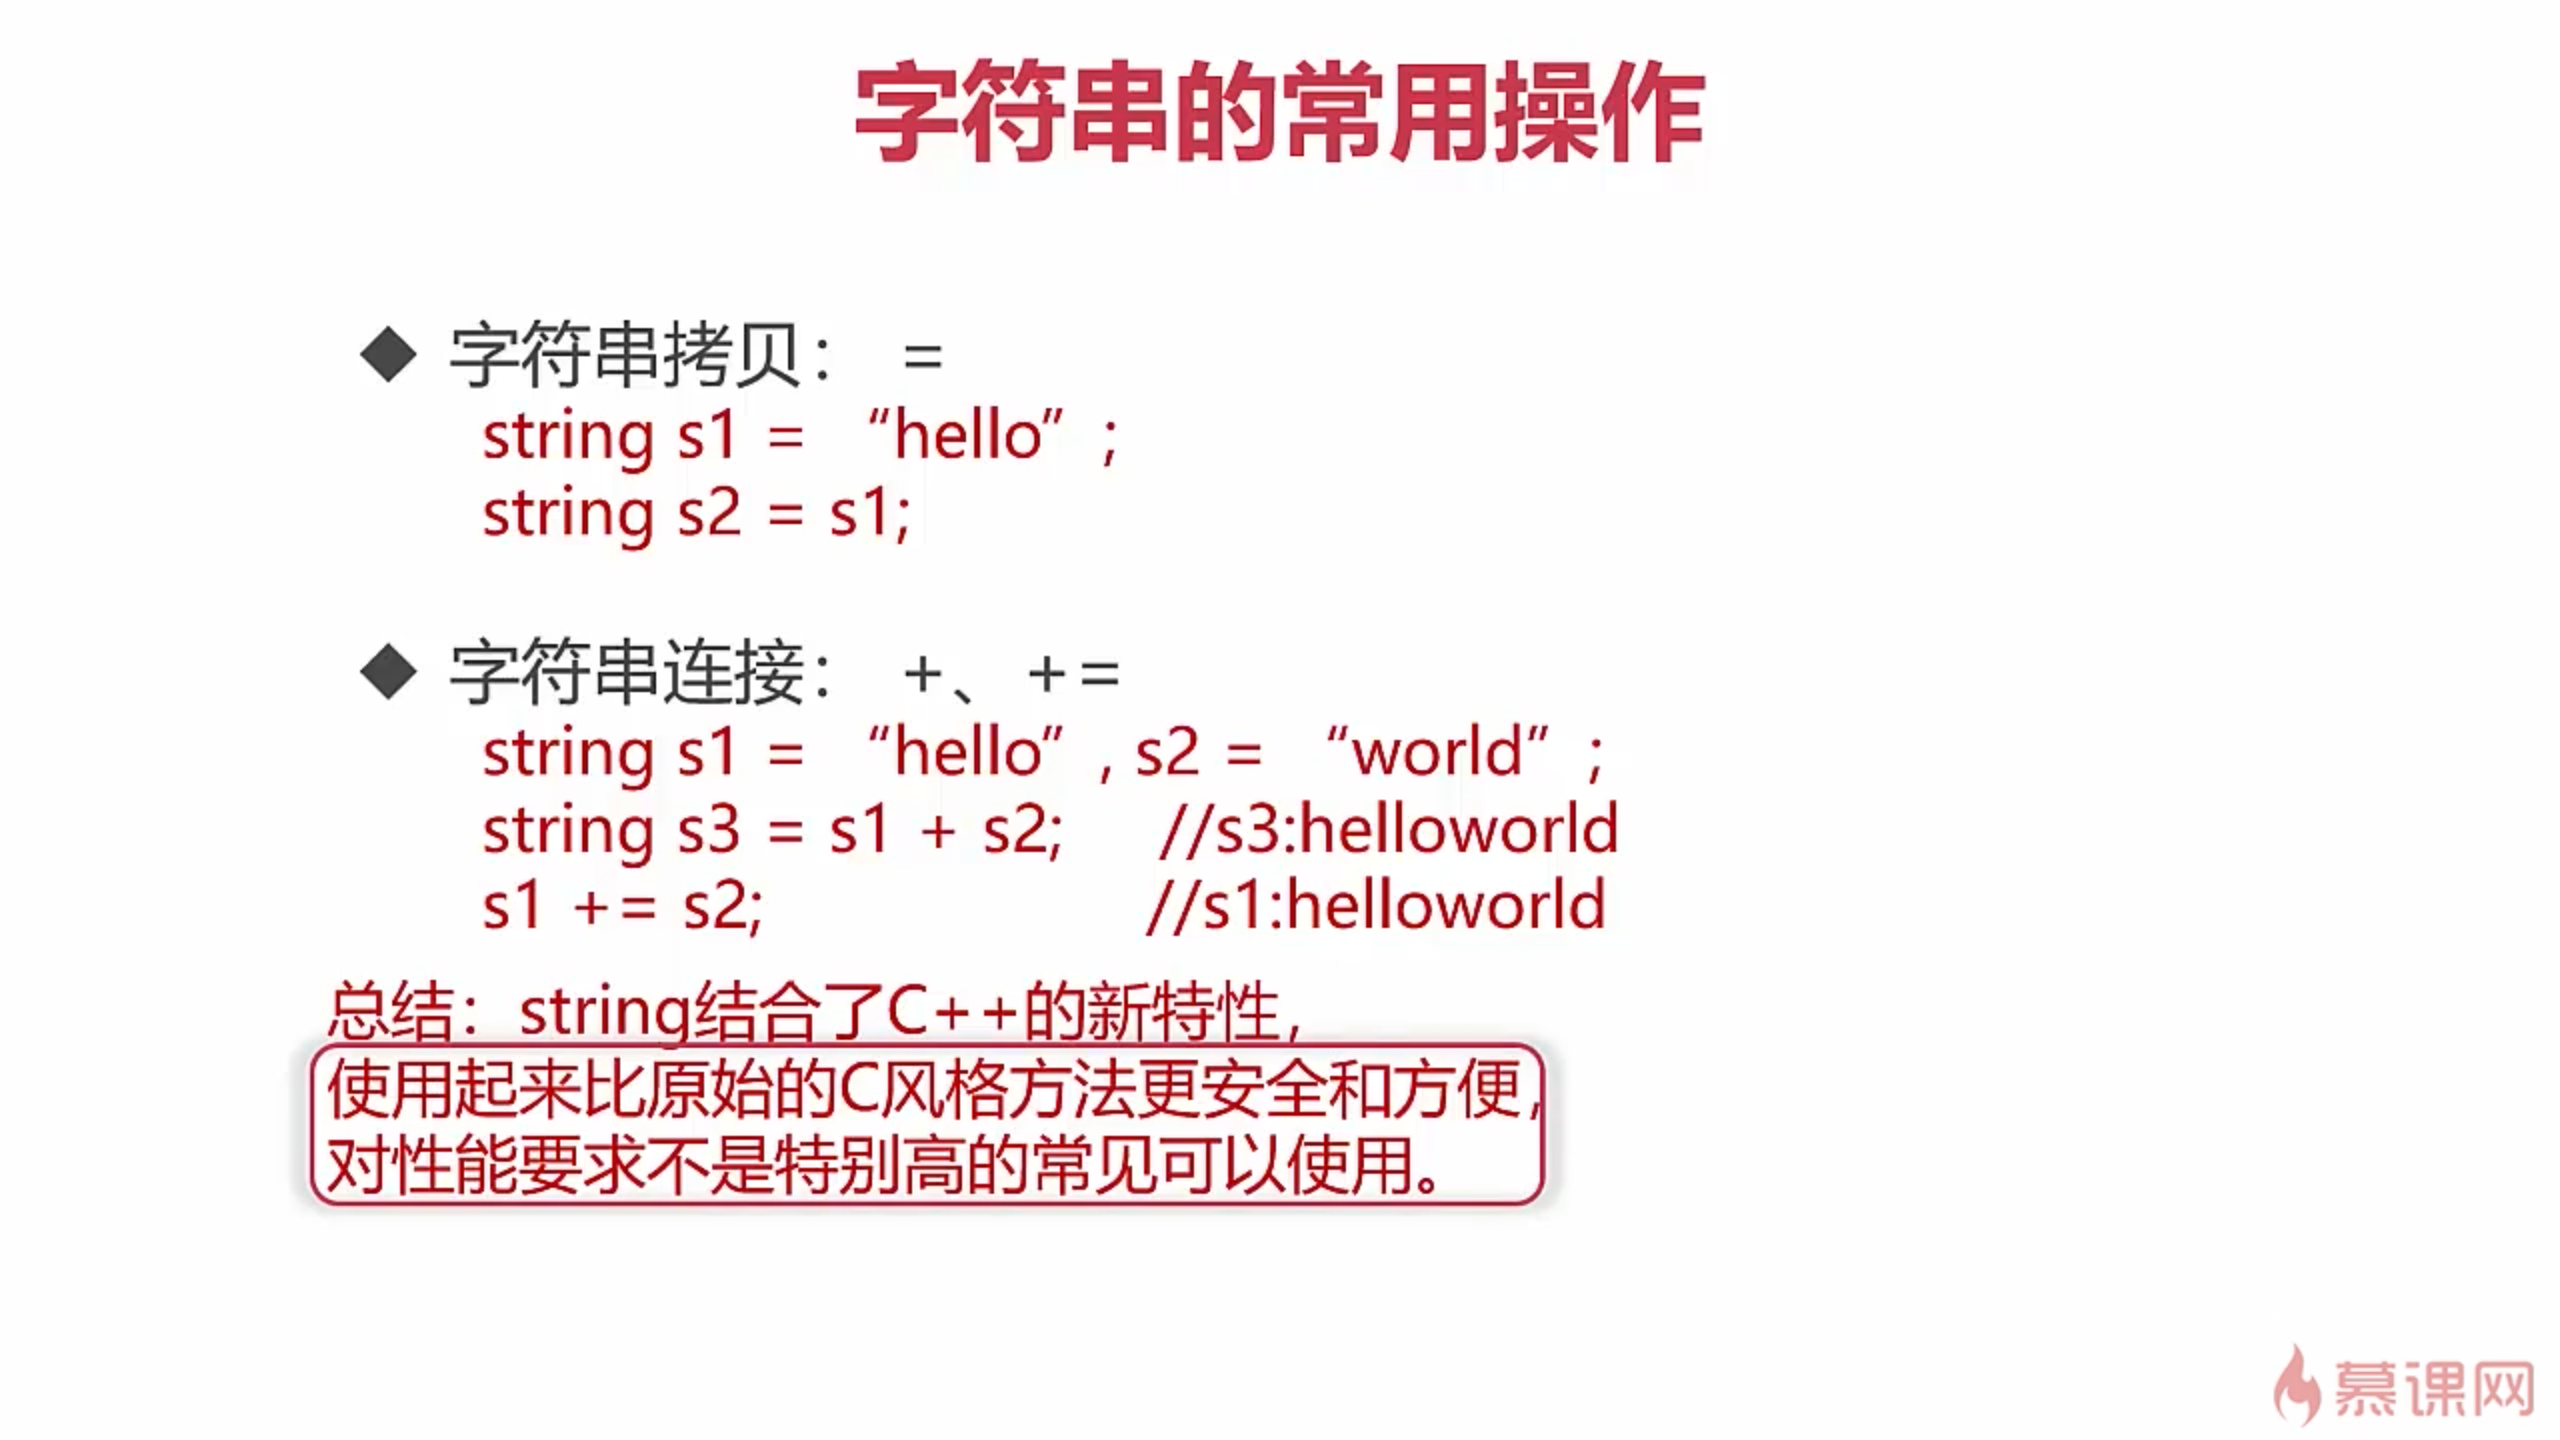 字符串的常用操作
◆ 字符串拷贝： =
string s1 = “hello”;
string s2 = s1;
◆ 字符串连接： +、+=
string s1 = “hello”, s2 = “world”;
string s3 = s1 + s2; //s3:helloworld
s1 += s2; //s1:helloworld
总结：string结合了C++的新特性，
使用起来比原始的C风格方法更安全和方便，
对性能要求不是特别高的常见可以使用。
慕课网